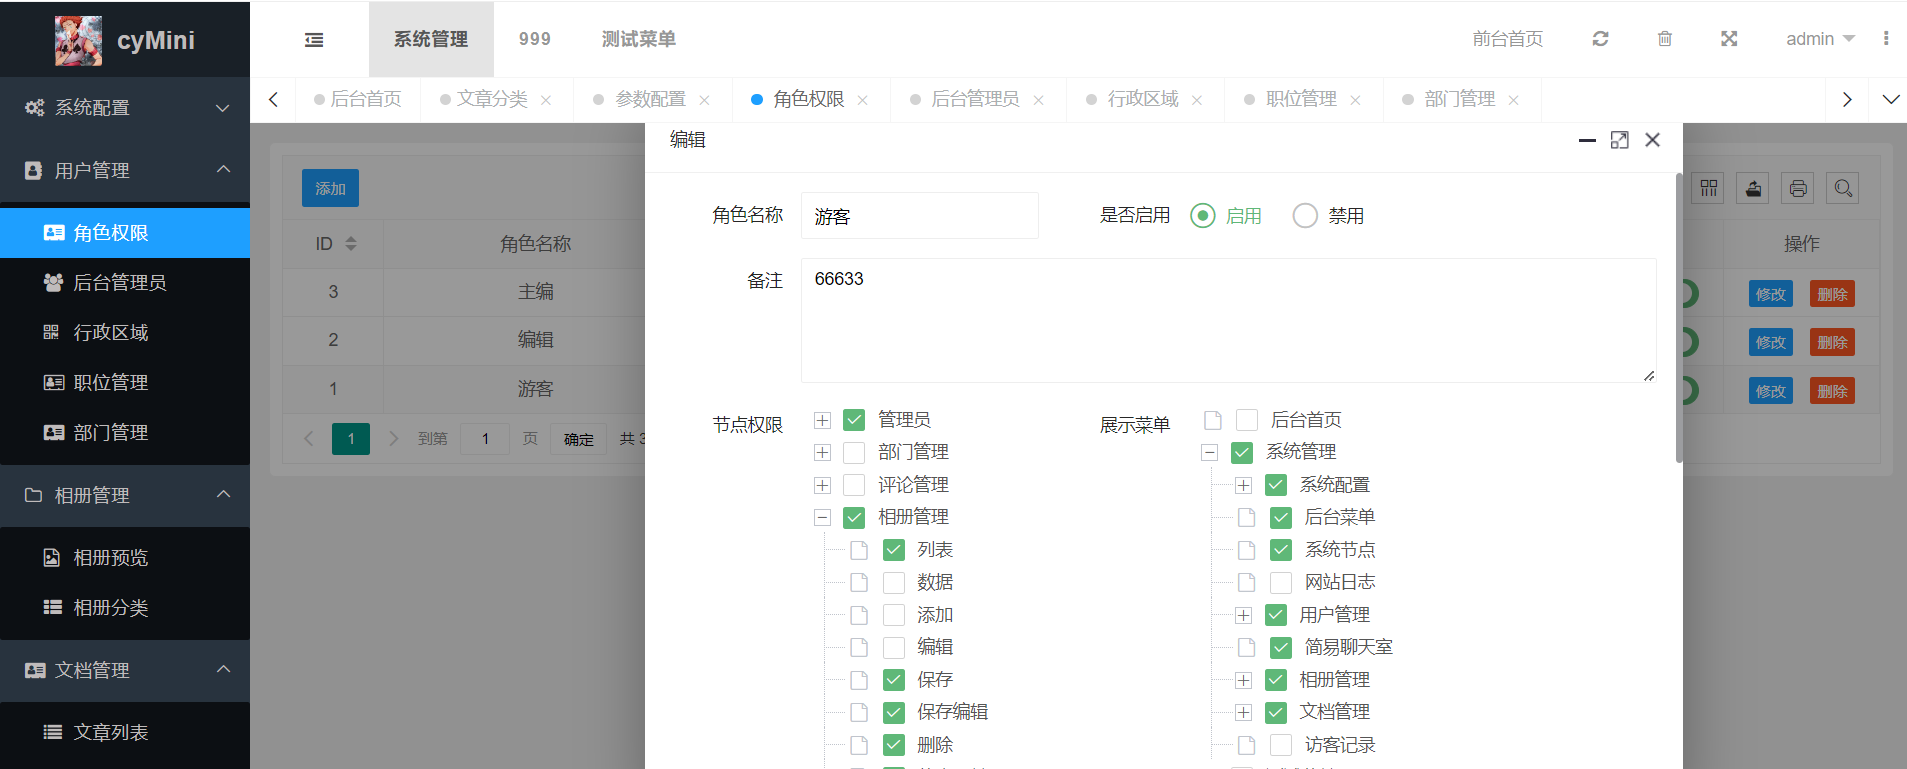 cyMini
系统管理 999 测试菜单 前台首页 admin
后台首页 文章分类 参数配置 角色权限 后台管理员 行政区域 职位管理 部门管理
系统配置
用户管理
角色权限
后台管理员
行政区域
职位管理
部门管理
相册管理
相册预览
相册分类
文档管理
文章列表
添加
ID 角色名称 操作
3 主编 修改 删除
2 编辑 修改 删除
1 游客 修改 删除
1 到第 1 页 确定 共 3
编辑
角色名称 游客 是否启用 启用 禁用
备注 66633
节点权限
管理员
部门管理
评论管理
相册管理
列表
数据
添加
编辑
保存
保存编辑
删除
展示菜单
后台首页
系统管理
系统配置
后台菜单
系统节点
网站日志
用户管理
简易聊天室
相册管理
文档管理
访客记录